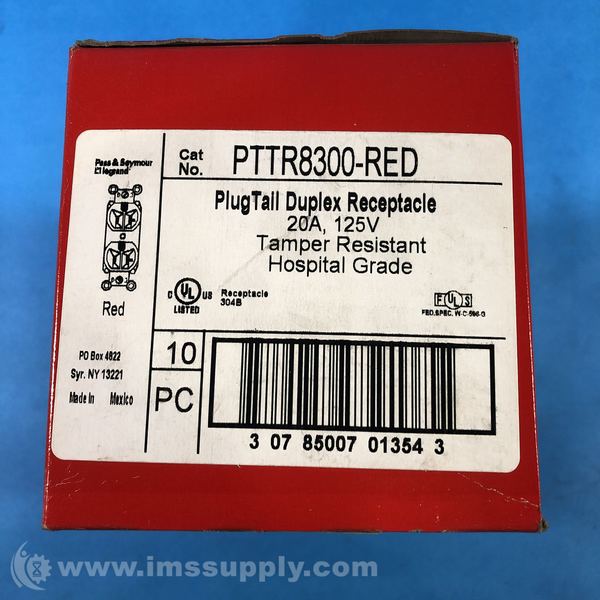 Pass & Seymour
legrand
Red
PO Box 4822
Syr. NY 13221
Made in Mexico
Cat
No.
PTTR8300-RED
PlugTail Duplex Receptacle
20A, 125V
Tamper Resistant
Hospital Grade
C UL US
LISTED
Receptacle
304B
F UL S
FED.SPEC. W-C-596-G
10
PC
3 07 85007 01354 3
www.imssupply.com